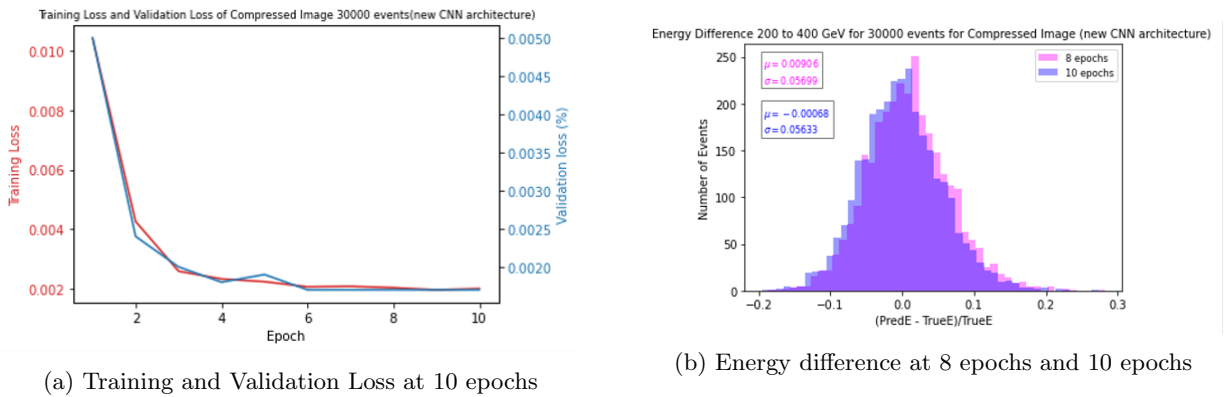 Training Loss and Validation Loss of Compressed Image 30000 events(new CNN architecture)
0.010
0.008
0.006
0.004
0.002
Training Loss
0.0050
0.0045
0.0040
0.0035
0.0030
0.0025
0.0020
Validation loss (%)
2
4
6
8
10
Epoch
(a) Training and Validation Loss at 10 epochs
Energy Difference 200 to 400 GeV for 30000 events for Compressed Image (new CNN architecture)
μ=0.00906
σ=0.05699
μ=−0.00068
σ=0.05633
8 epochs
10 epochs
250
200
150
100
50
0
Number of Events
−0.2
−0.1
0.0
0.1
0.2
0.3
(PredE - TrueE)/TrueE
(b) Energy difference at 8 epochs and 10 epochs